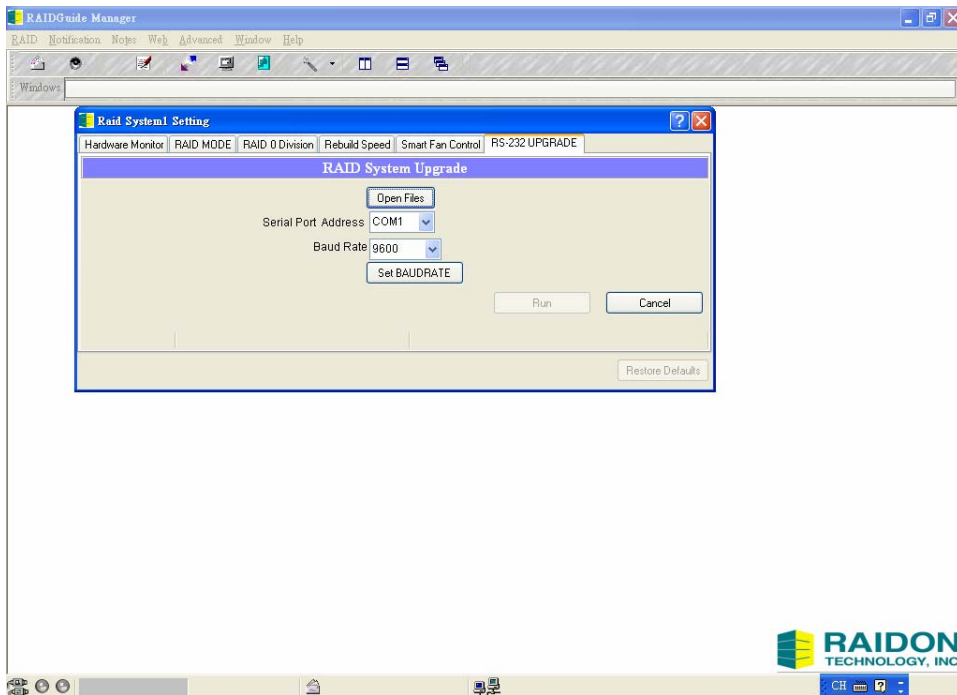 RAIDGuide Manager
RAID Notification Notes Web Advanced Window Help
Windows
Raid System1 Setting
Hardware Monitor RAID MODE RAID 0 Division Rebuild Speed Smart Fan Control RS-232 UPGRADE
RAID System Upgrade
Open Files
Serial Port Address COM1
Baud Rate 9600
Set BAUDRATE
Run Cancel
Restore Defaults
RAIDON
TECHNOLOGY, INC
CH